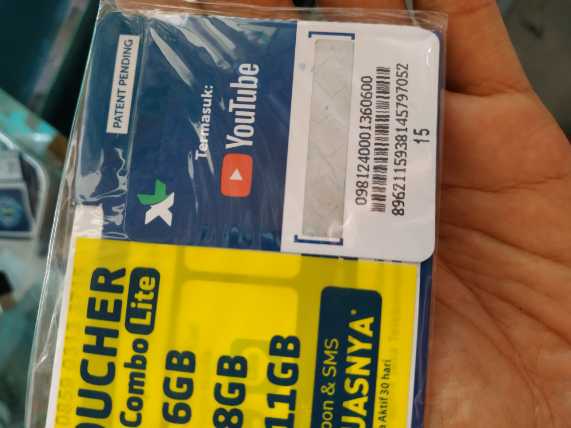 PATENT PENDING
XL
Termasuk:
YouTube
0981240001360600
8962115938145797052
15
OUCHER
Combo Lite
6GB
8GB
11GB
pon & SMS
UASNYA*
Aktif 30 hari